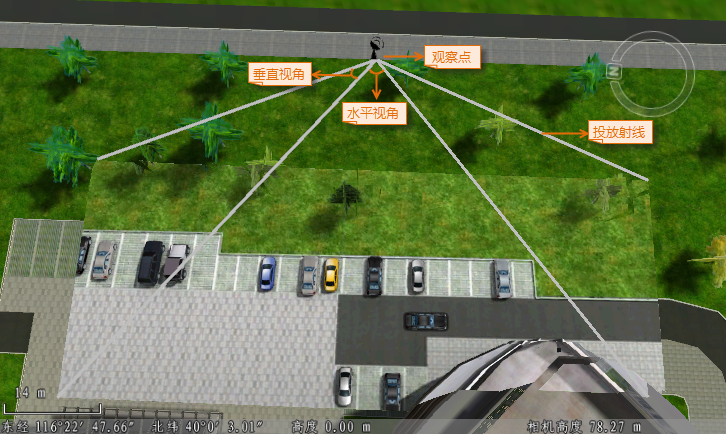 观察点
N
垂直视角
水平视角
投放射线
14 m
东经 116°22' 47.66" 北纬 40°0' 3.01" 高度 0.00 m 相机高度 78.27 m